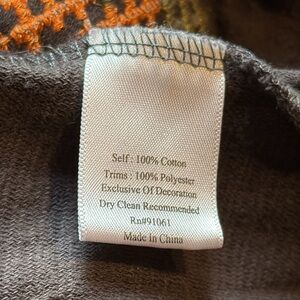 Self : 100% Cotton
Trims : 100% Polyester
Exclusive Of Decoration
Dry Clean Recommended
Rn#91061
Made in China